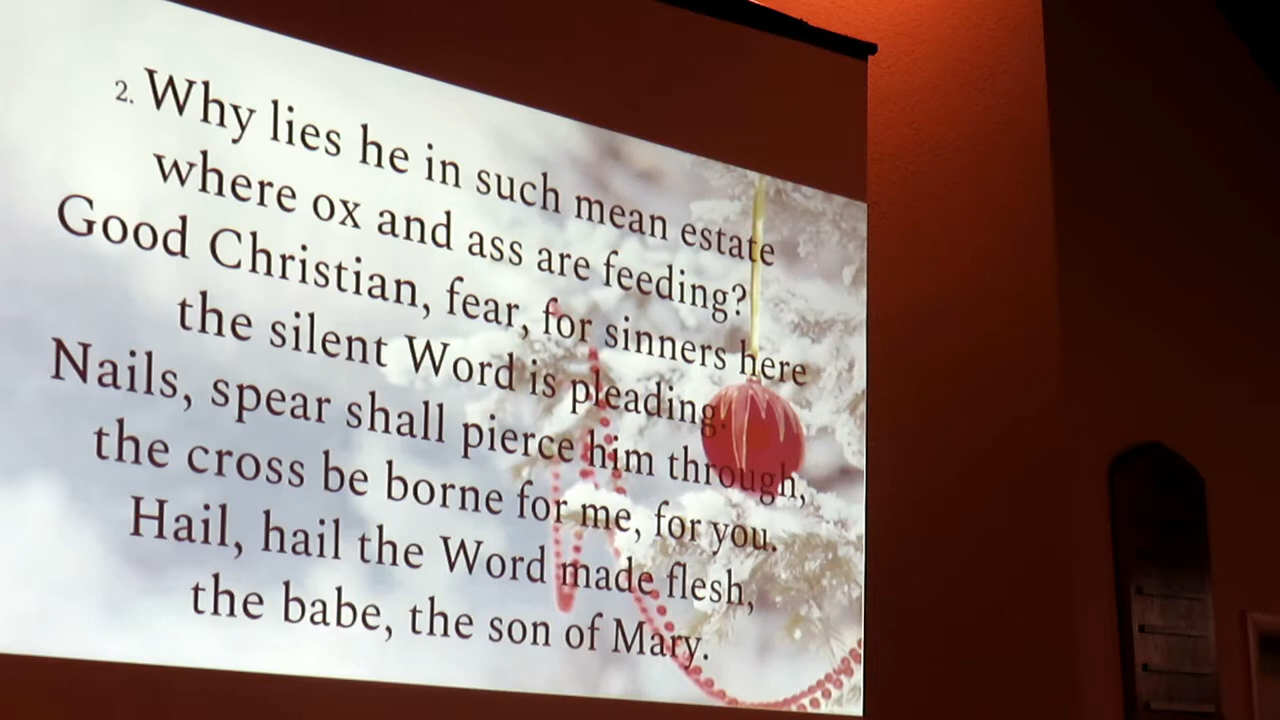 2. Why lies he in such mean estate
where ox and ass are feeding?
Good Christian, fear, for sinners here
the silent Word is pleading.
Nails, spear shall pierce him through,
the cross be borne for me, for you.
Hail, hail the Word made flesh,
the babe, the son of Mary.